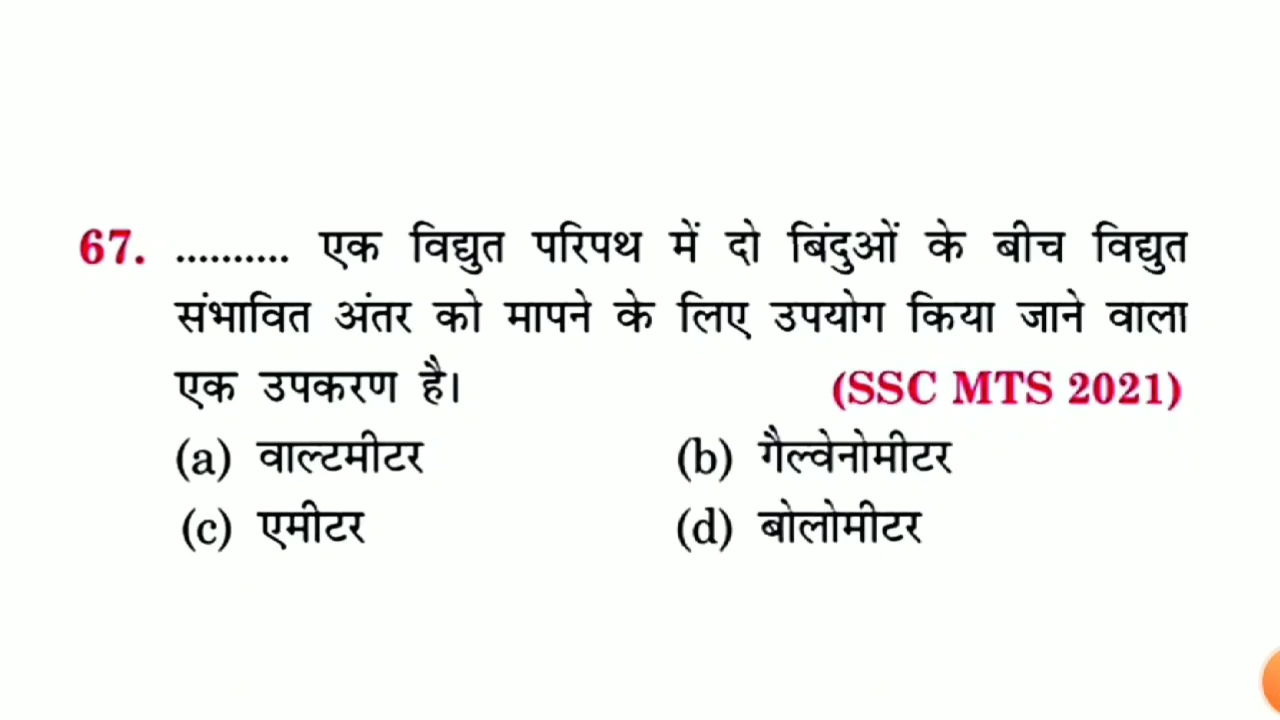 67. .......... एक विद्युत परिपथ में दो बिंदुओं के बीच विद्युत
संभावित अंतर को मापने के लिए उपयोग किया जाने वाला
एक उपकरण है। (SSC MTS 2021)
(a) वाल्टमीटर (b) गैल्वेनोमीटर
(c) एमीटर (d) बोलोमीटर